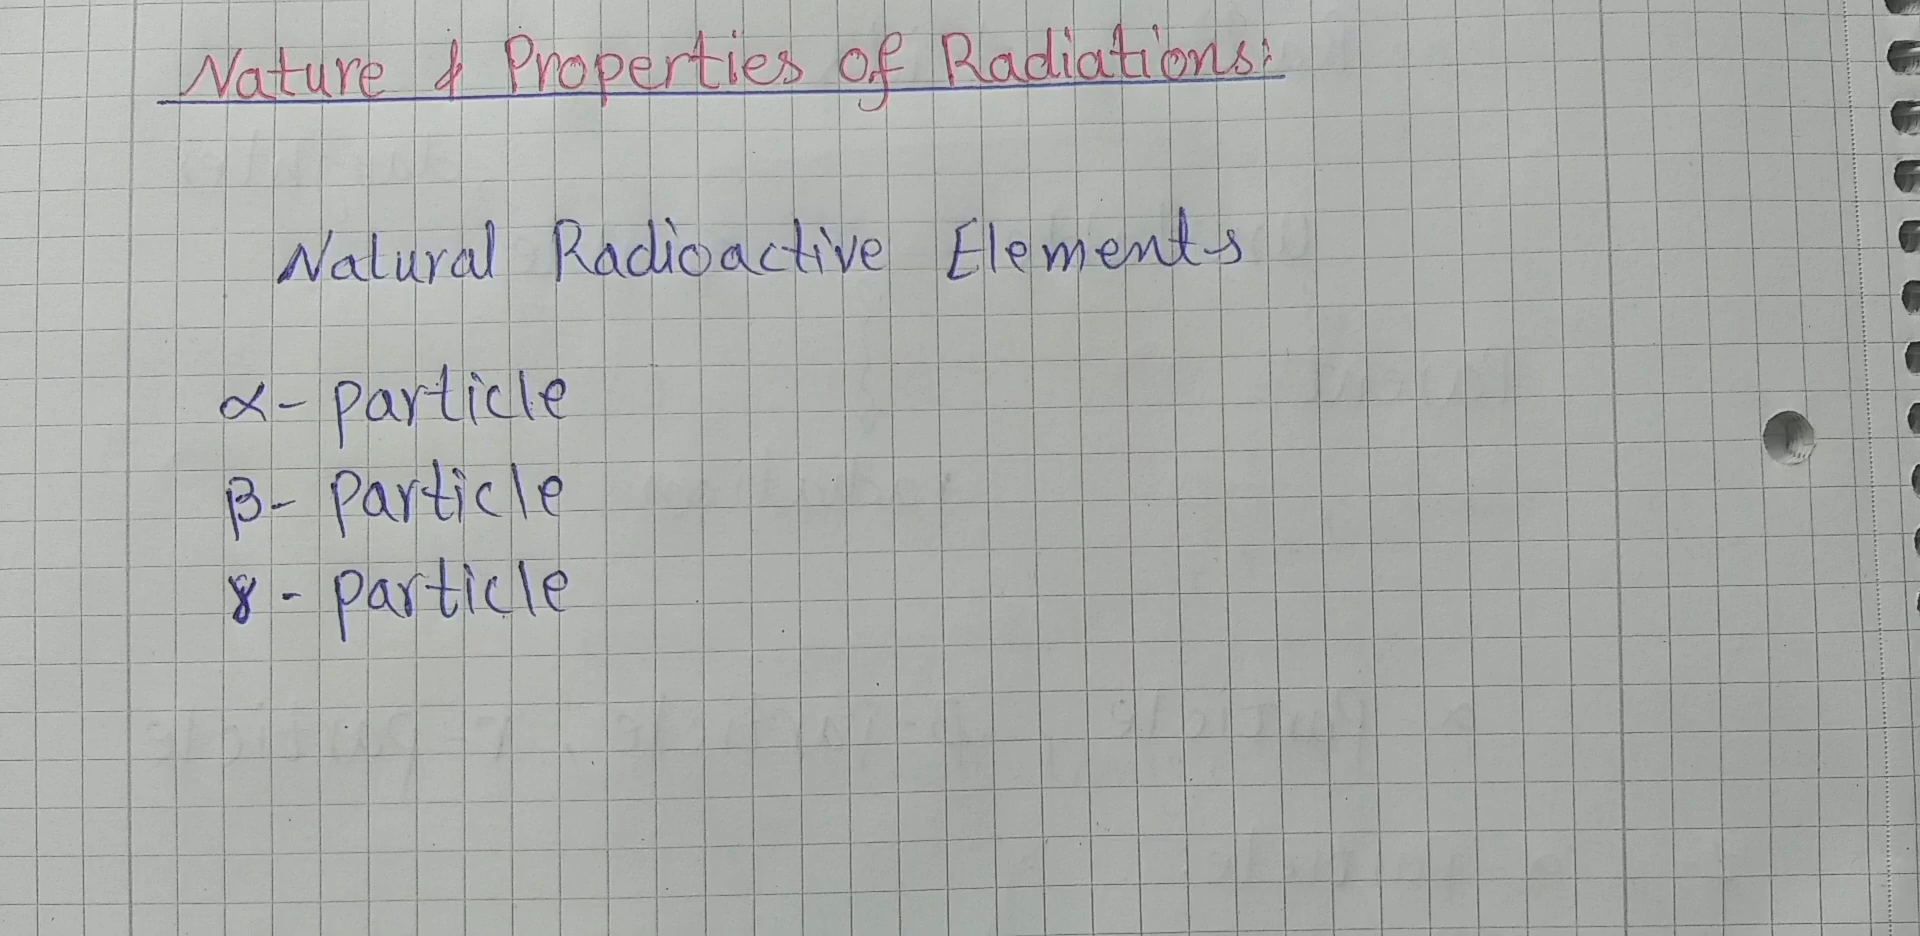 Nature & Properties of Radiations:
Natural Radioactive Elements
α- particle
β- particle
γ- particle